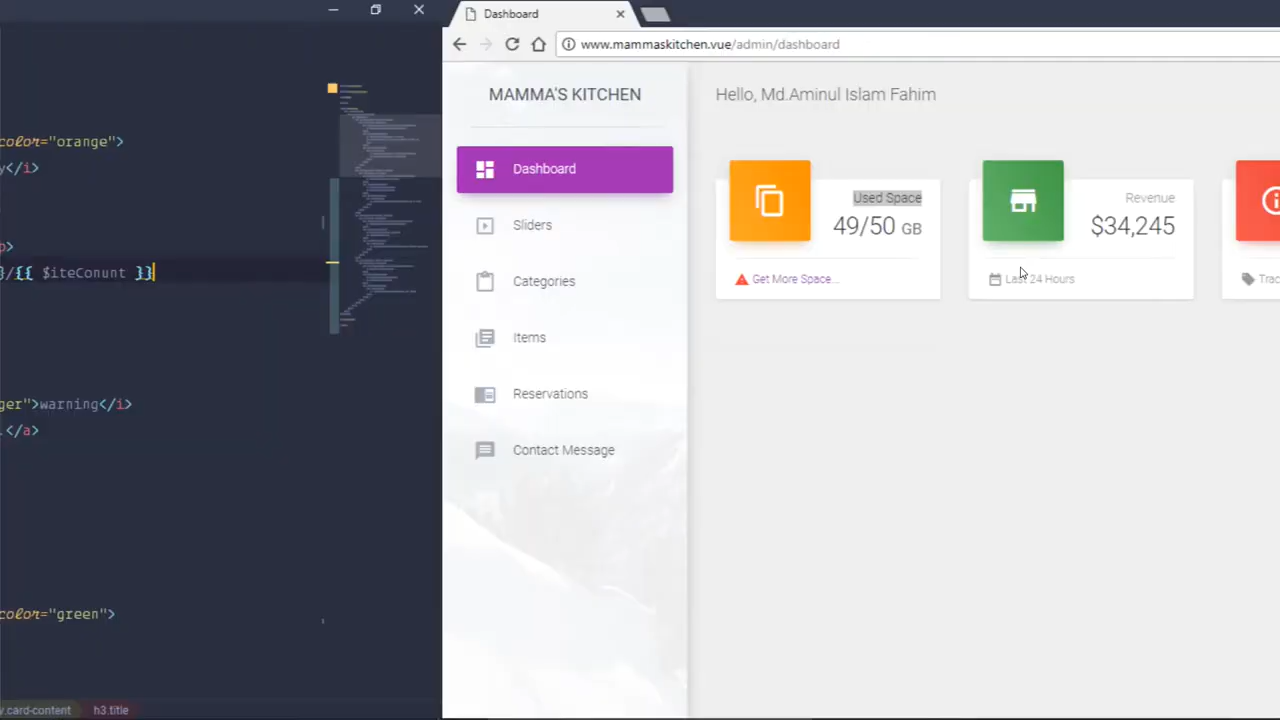 color="orange">
y</i>
p>
}/{{ $iteConunt }}
ger">warning</i>
.</a>
color="green">
y.card-content h3.title
Dashboard
www.mammaskitchen.vue/admin/dashboard
MAMMA'S KITCHEN
Dashboard
Sliders
Categories
Items
Reservations
Contact Message
Hello, Md.Aminul Islam Fahim
Used Space
49/50 GB
Get More Space...
Revenue
$34,245
Last 24 Hours
Trac